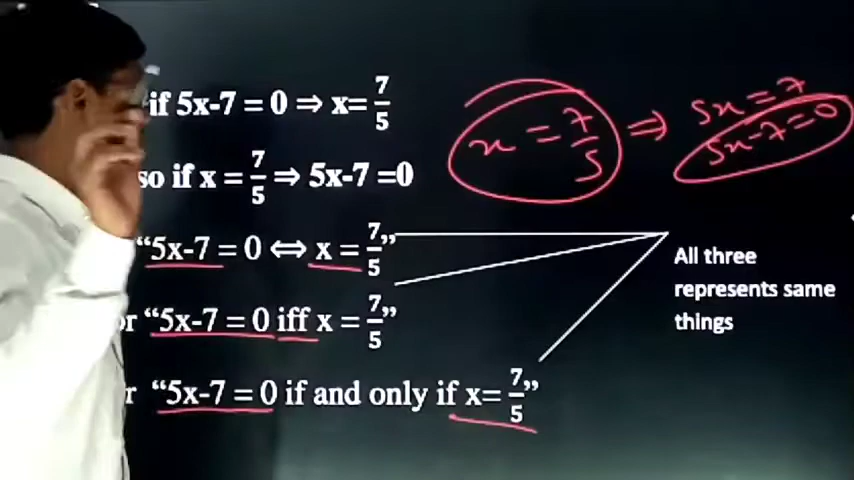 if 5x-7 = 0 ⇒ x= 7/5
so if x = 7/5 ⇒ 5x-7 =0
“5x-7 = 0 ⇔ x = 7/5”
r “5x-7 = 0 iff x = 7/5”
r “5x-7 = 0 if and only if x= 7/5”
x = 7/5 ⇒ 5x = 7
5x-7=0
All three
represents same
things